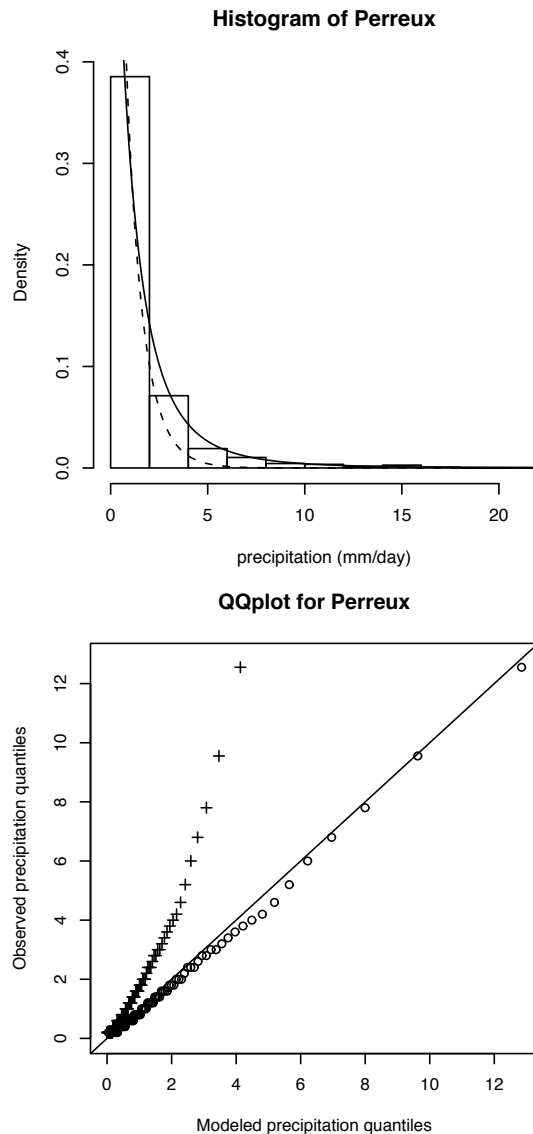 Histogram of Perreux
Density
0.0 0.1 0.2 0.3 0.4
0 5 10 15 20
precipitation (mm/day)
QQplot for Perreux
Observed precipitation quantiles
0 2 4 6 8 10 12
0 2 4 6 8 10 12
Modeled precipitation quantiles